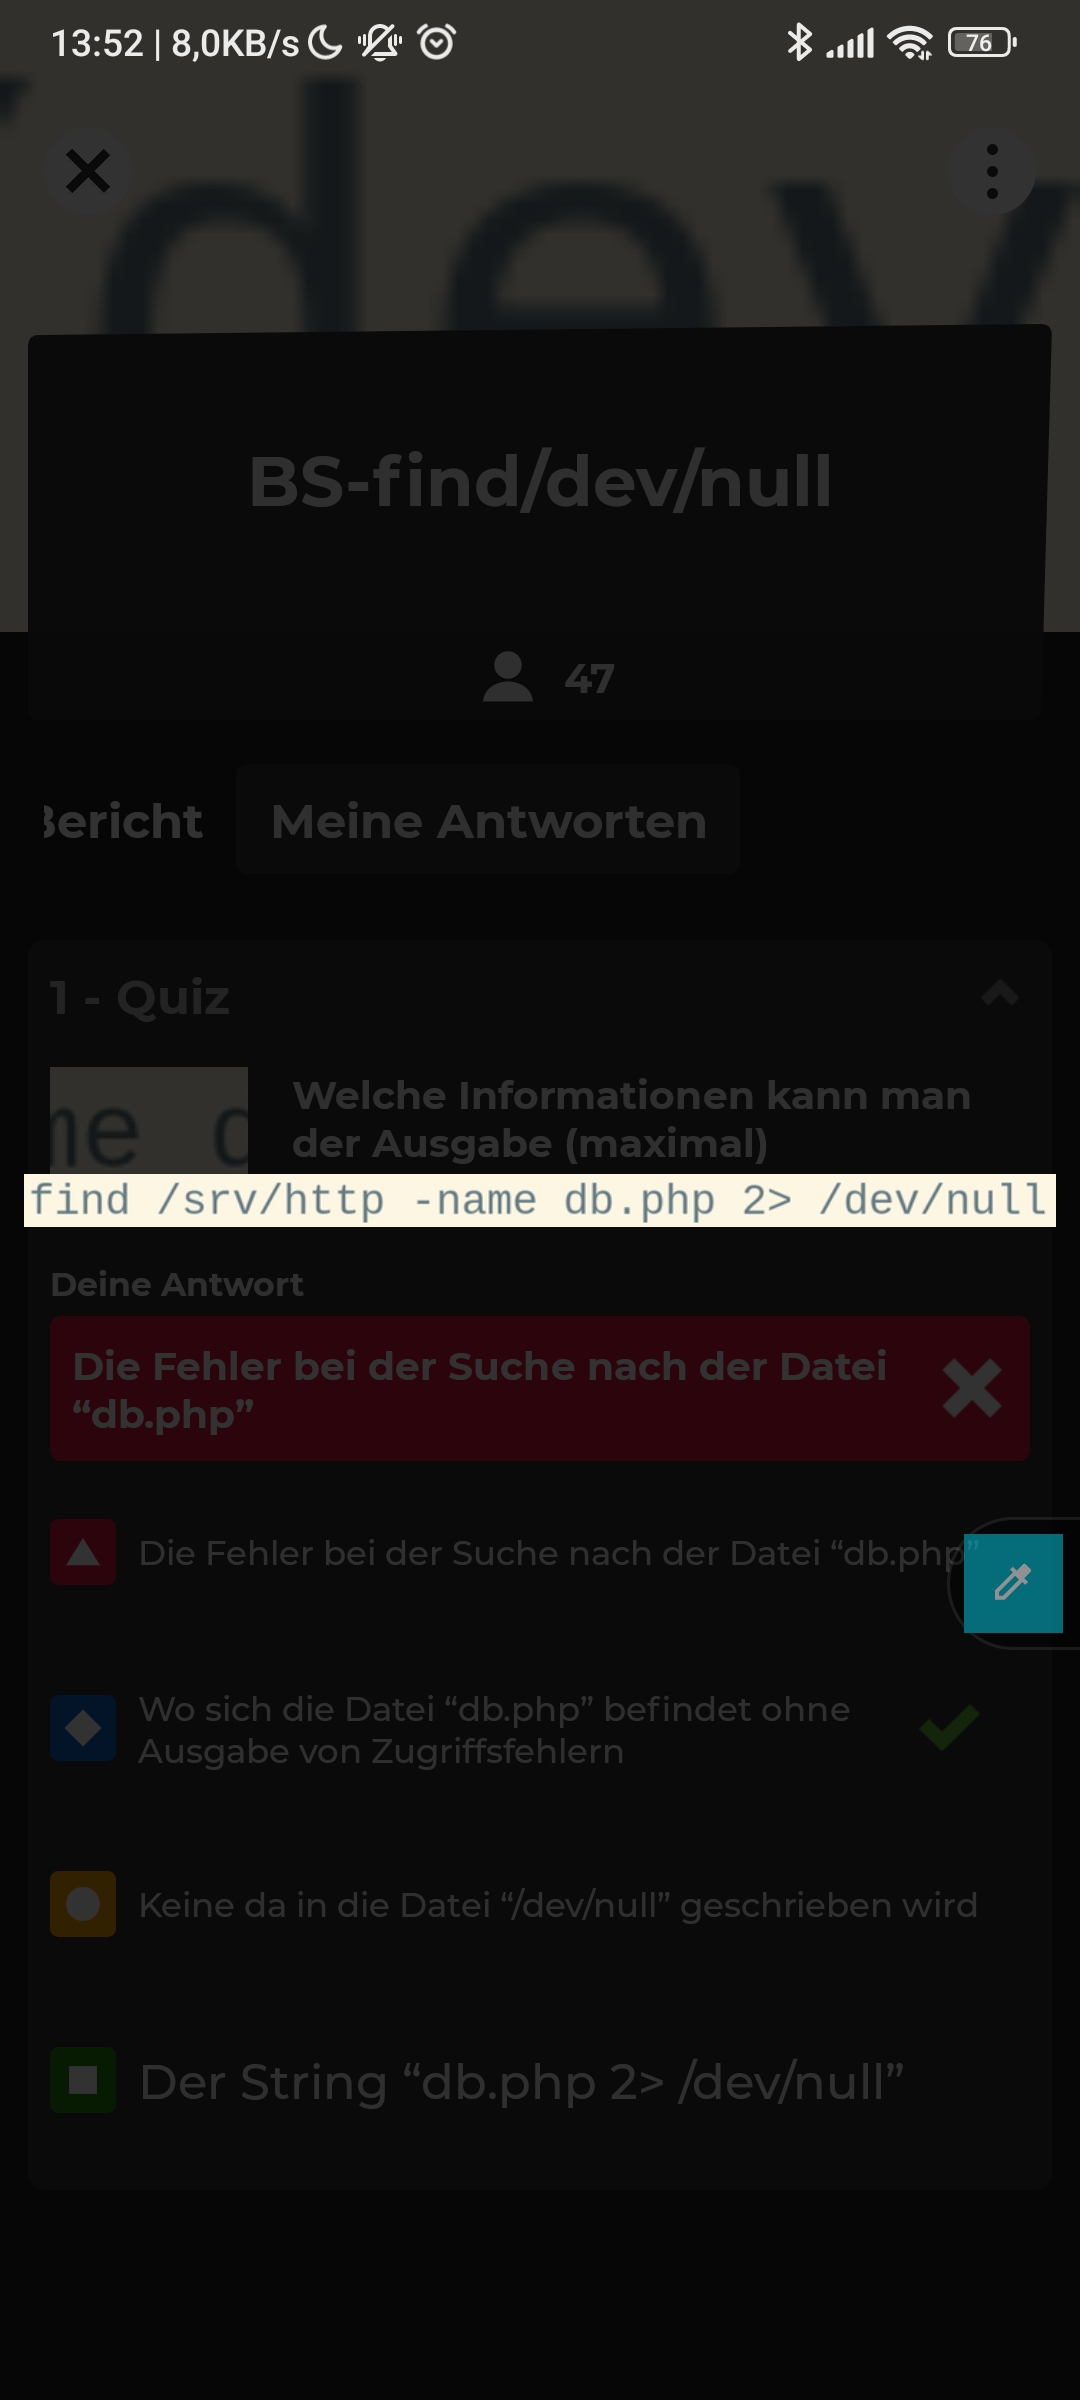 13:52 | 8,0KB/s
76
dev
BS-find/dev/null
47
Bericht
Meine Antworten
1 - Quiz
me d
Welche Informationen kann man
der Ausgabe (maximal)
find /srv/http -name db.php 2> /dev/null
Deine Antwort
Die Fehler bei der Suche nach der Datei
“db.php”
Die Fehler bei der Suche nach der Datei “db.php”
Wo sich die Datei “db.php” befindet ohne
Ausgabe von Zugriffsfehlern
Keine da in die Datei “/dev/null” geschrieben wird
Der String “db.php 2> /dev/null”